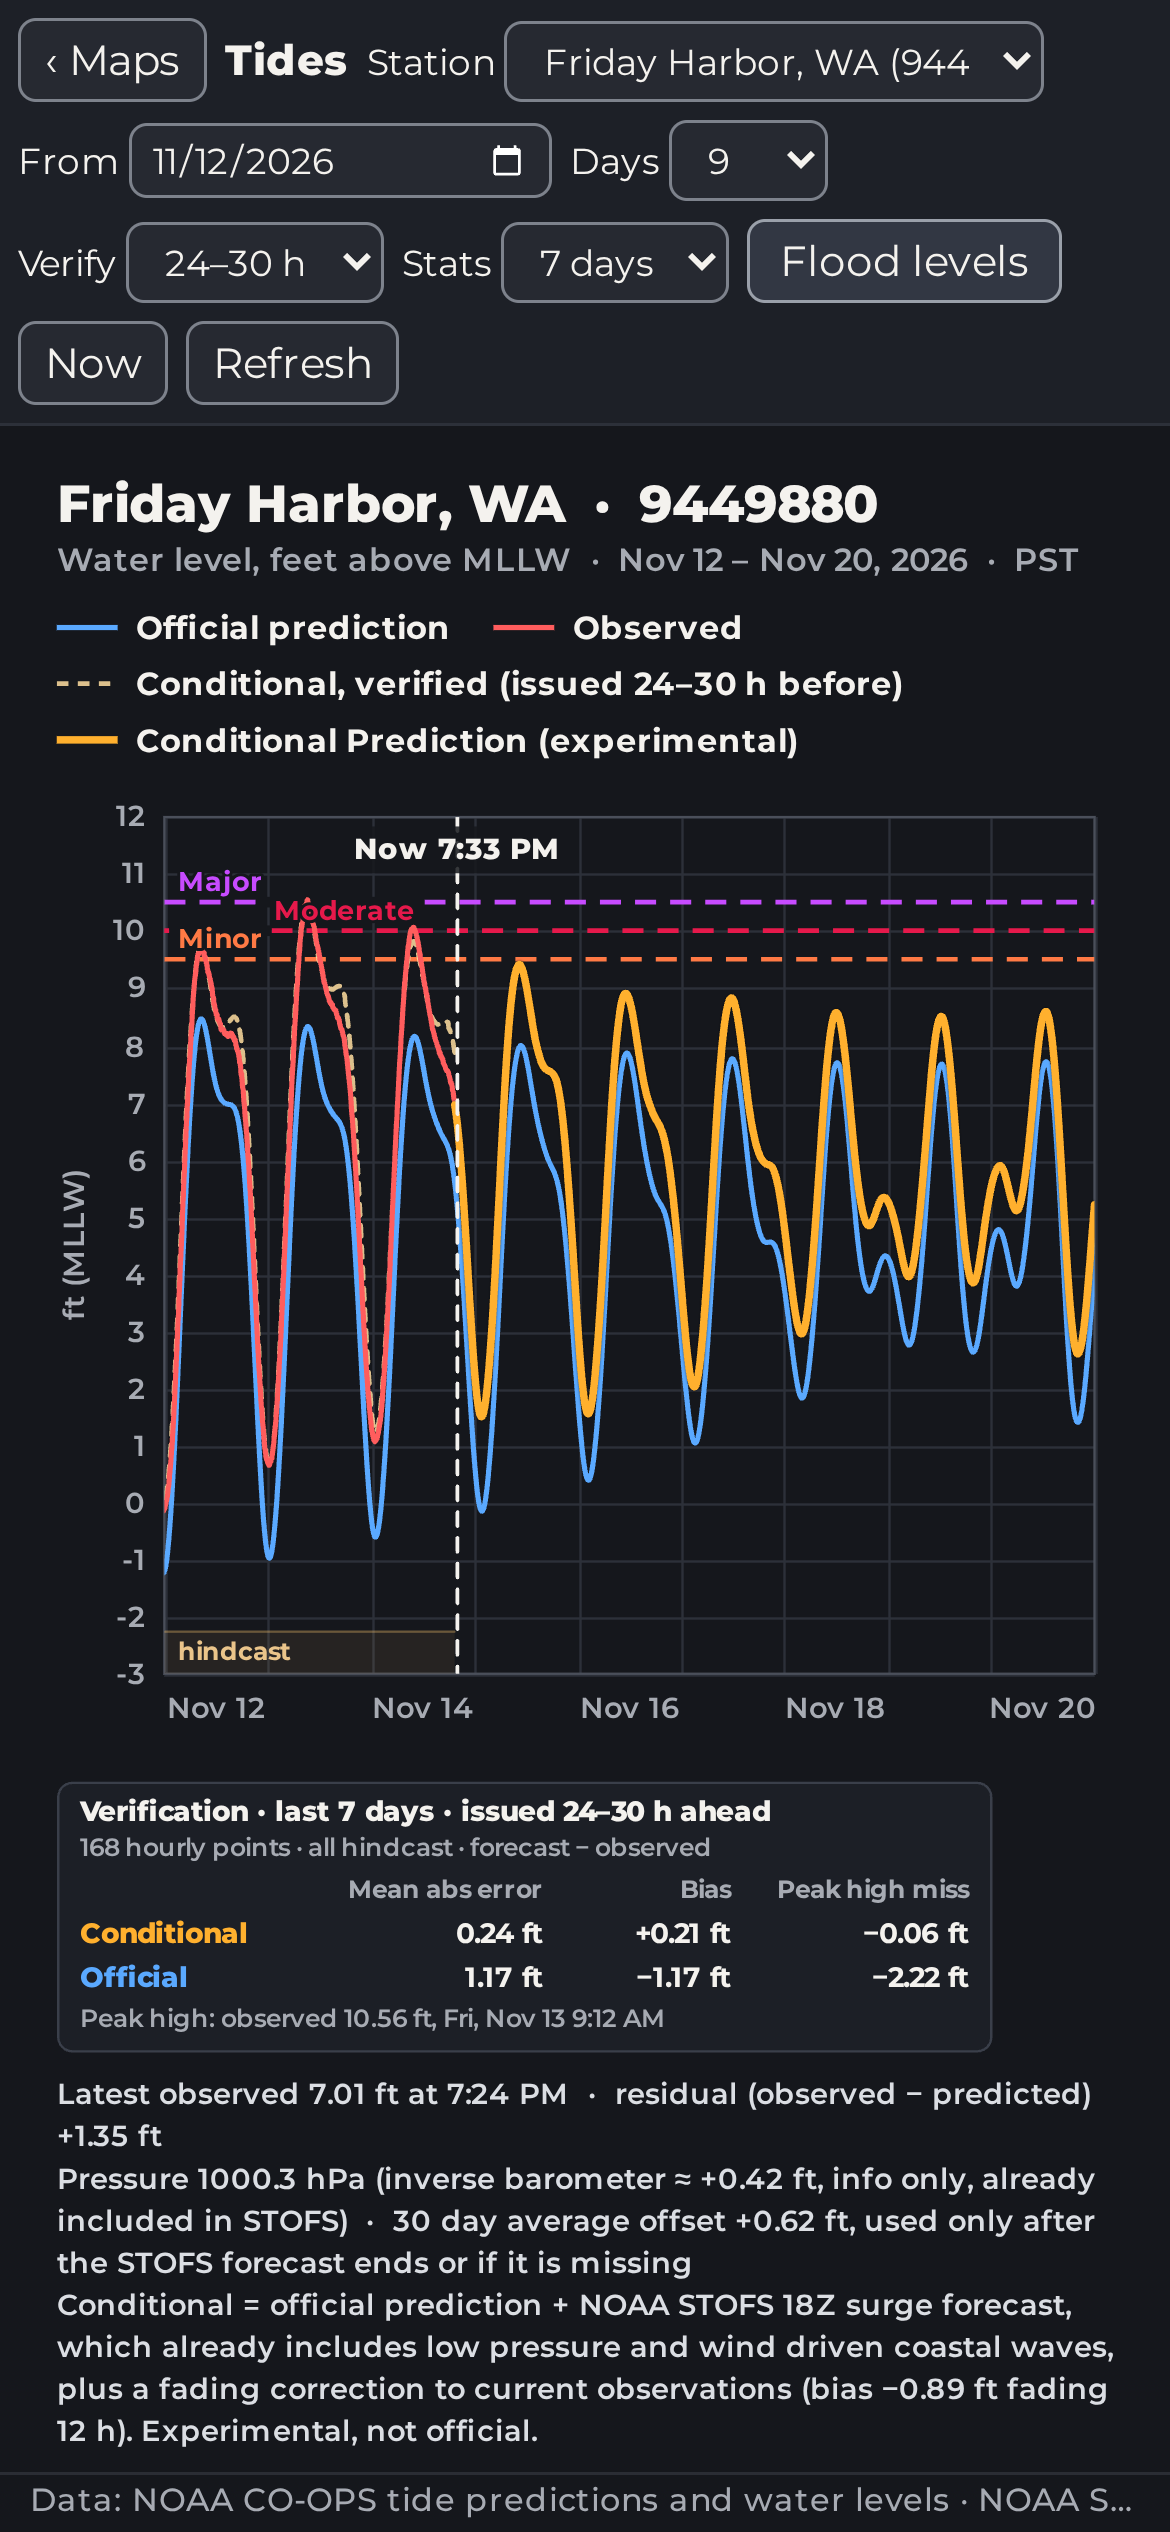 ‹ Maps Tides Station Friday Harbor, WA (944
From 11/12/2026 Days 9
Verify 24–30 h Stats 7 days Flood levels
Now Refresh
Friday Harbor, WA · 9449880
Water level, feet above MLLW · Nov 12 – Nov 20, 2026 · PST
Official prediction Observed
Conditional, verified (issued 24–30 h before)
Conditional Prediction (experimental)
12
Now 7:33 PM
11
Major
Moderate
10
Minor
9
8
7
6
5
4
3
2
1
0
-1
-2
-3
ft (MLLW)
hindcast
Nov 12 Nov 14 Nov 16 Nov 18 Nov 20
Verification · last 7 days · issued 24–30 h ahead
168 hourly points · all hindcast · forecast − observed
Mean abs error Bias Peak high miss
Conditional 0.24 ft +0.21 ft −0.06 ft
Official 1.17 ft −1.17 ft −2.22 ft
Peak high: observed 10.56 ft, Fri, Nov 13 9:12 AM
Latest observed 7.01 ft at 7:24 PM · residual (observed − predicted)
+1.35 ft
Pressure 1000.3 hPa (inverse barometer ≈ +0.42 ft, info only, already
included in STOFS) · 30 day average offset +0.62 ft, used only after
the STOFS forecast ends or if it is missing
Conditional = official prediction + NOAA STOFS 18Z surge forecast,
which already includes low pressure and wind driven coastal waves,
plus a fading correction to current observations (bias −0.89 ft fading
12 h). Experimental, not official.
Data: NOAA CO-OPS tide predictions and water levels · NOAA S...